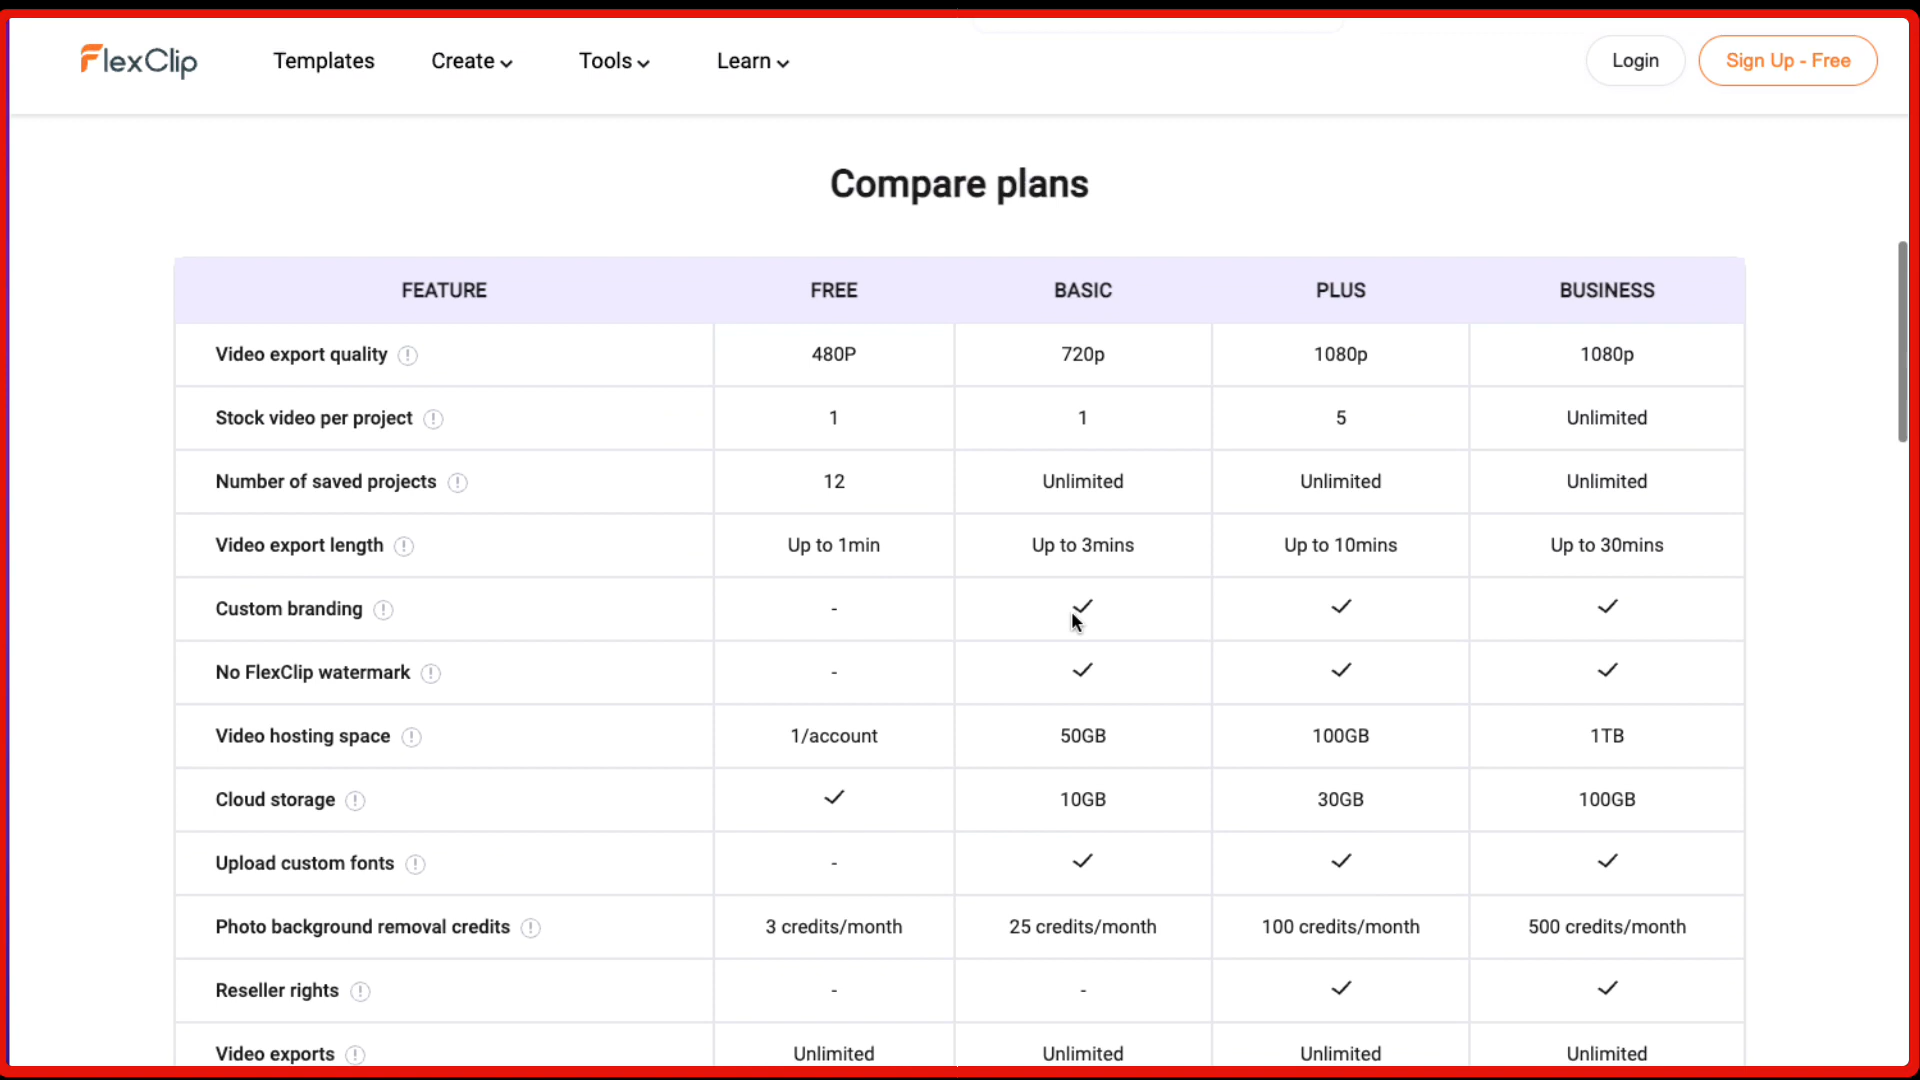 FlexClip Templates Create Tools Learn Login Sign Up - Free
Compare plans
FEATURE FREE BASIC PLUS BUSINESS
Video export quality 480P 720p 1080p 1080p
Stock video per project 1 1 5 Unlimited
Number of saved projects 12 Unlimited Unlimited Unlimited
Video export length Up to 1min Up to 3mins Up to 10mins Up to 30mins
Custom branding - ✓ ✓ ✓
No FlexClip watermark - ✓ ✓ ✓
Video hosting space 1/account 50GB 100GB 1TB
Cloud storage ✓ 10GB 30GB 100GB
Upload custom fonts - ✓ ✓ ✓
Photo background removal credits 3 credits/month 25 credits/month 100 credits/month 500 credits/month
Reseller rights - - ✓ ✓
Video exports Unlimited Unlimited Unlimited Unlimited